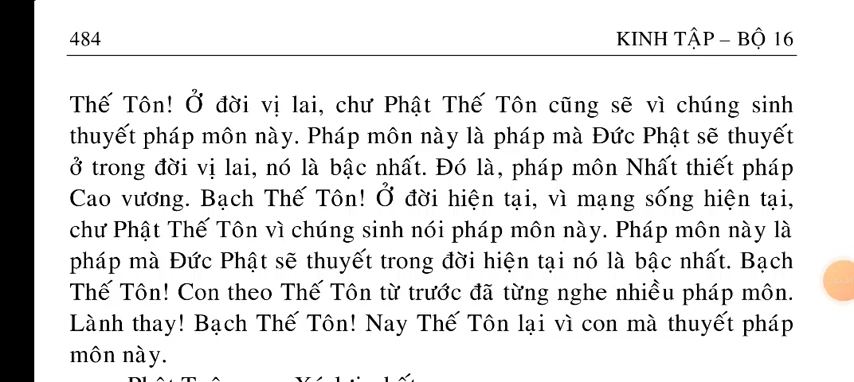 484 KINH TẬP – BỘ 16
Thế Tôn! Ở đời vị lai, chư Phật Thế Tôn cũng sẽ vì chúng sinh
thuyết pháp môn này. Pháp môn này là pháp mà Đức Phật sẽ thuyết
ở trong đời vị lai, nó là bậc nhất. Đó là, pháp môn Nhất thiết pháp
Cao vương. Bạch Thế Tôn! Ở đời hiện tại, vì mạng sống hiện tại,
chư Phật Thế Tôn vì chúng sinh nói pháp môn này. Pháp môn này là
pháp mà Đức Phật sẽ thuyết trong đời hiện tại nó là bậc nhất. Bạch
Thế Tôn! Con theo Thế Tôn từ trước đã từng nghe nhiều pháp môn.
Lành thay! Bạch Thế Tôn! Nay Thế Tôn lại vì con mà thuyết pháp
môn này.